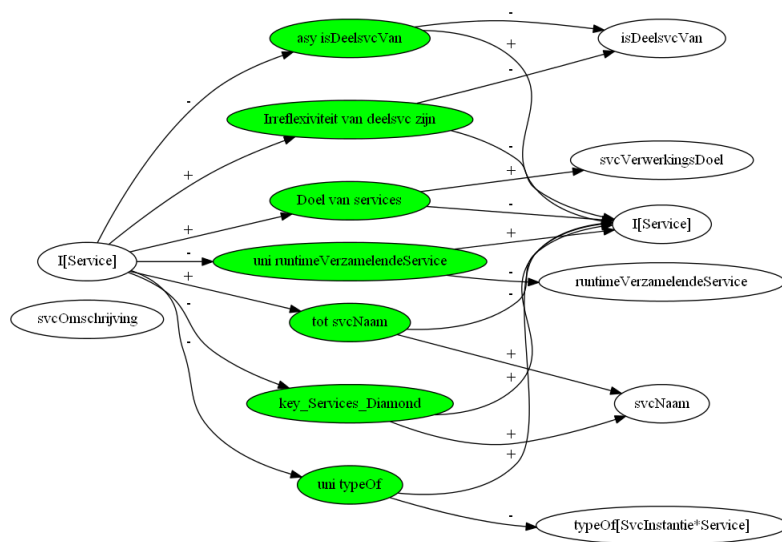 asy isDeelsvcVan
isDeelsvcVan
-
+
Irreflexiviteit van deelsvc zijn
-
-
-
svcVerwerkingsDoel
+
+
Doel van services
-
I[Service]
+
+
I[Service]
-
uni runtimeVerzamelendeService
+
-
runtimeVerzamelendeService
-
svcOmschrijving
-
tot svcNaam
-
+
+
key_Services_Diamond
svcNaam
+
+
uni typeOf
-
typeOf[SvcInstantie*Service]